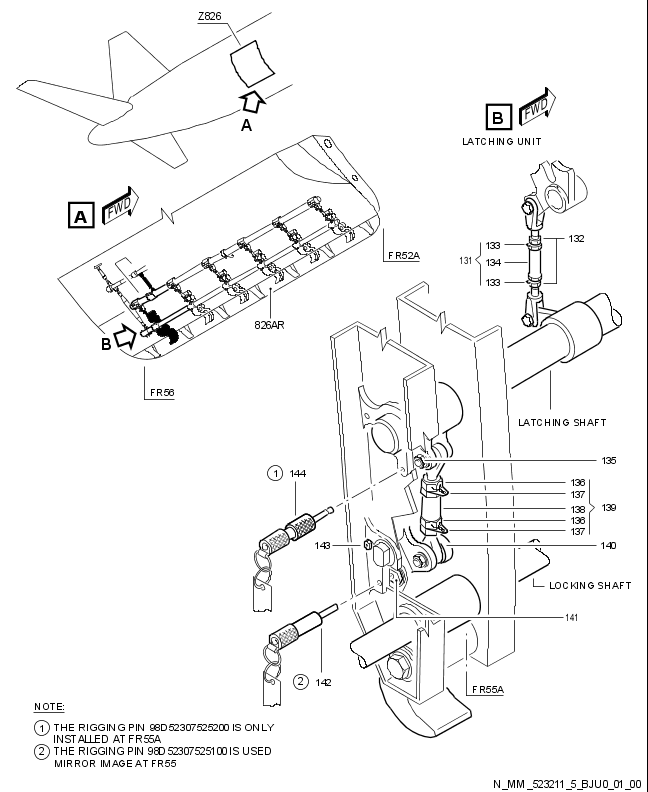 Z826
A
B
FWD
LATCHING UNIT
A
FWD
133
132
131
134
133
FR52A
826AR
B
FR56
LATCHING SHAFT
135
1 144
136
137
138
139
136
137
143
140
LOCKING SHAFT
141
2 142
FR55A
NOTE:
1 THE RIGGING PIN 98D52307525200 IS ONLY
INSTALLED AT FR55A
2 THE RIGGING PIN 98D52307525100 IS USED
MIRROR IMAGE AT FR55
N_MM_523211_5_BJU0_01_00